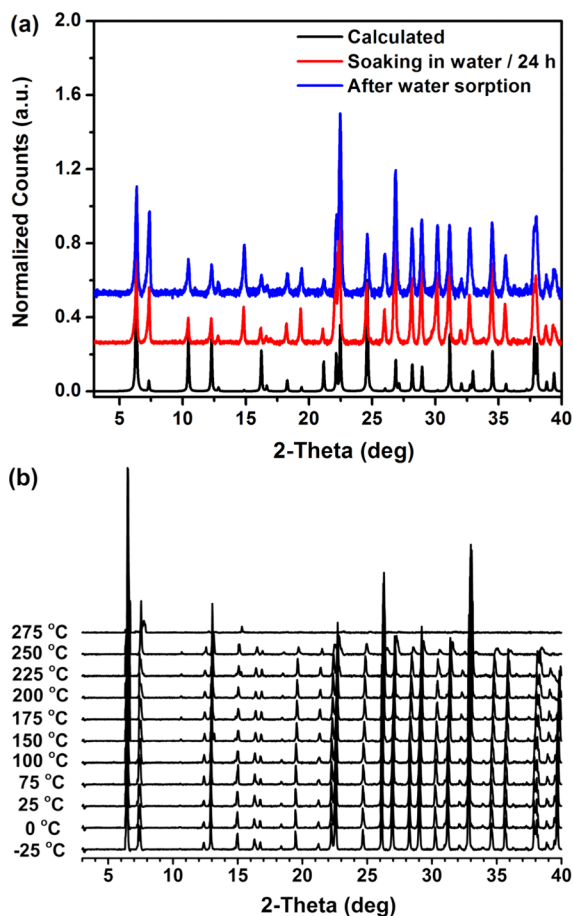 (a)
Calculated
Soaking in water / 24 h
After water sorption
2.0
1.6
1.2
0.8
0.4
0.0
Normalized Counts (a.u.)
5 10 15 20 25 30 35 40
2-Theta (deg)
(b)
275 °C
250 °C
225 °C
200 °C
175 °C
150 °C
100 °C
75 °C
25 °C
0 °C
-25 °C
5 10 15 20 25 30 35 40
2-Theta (deg)